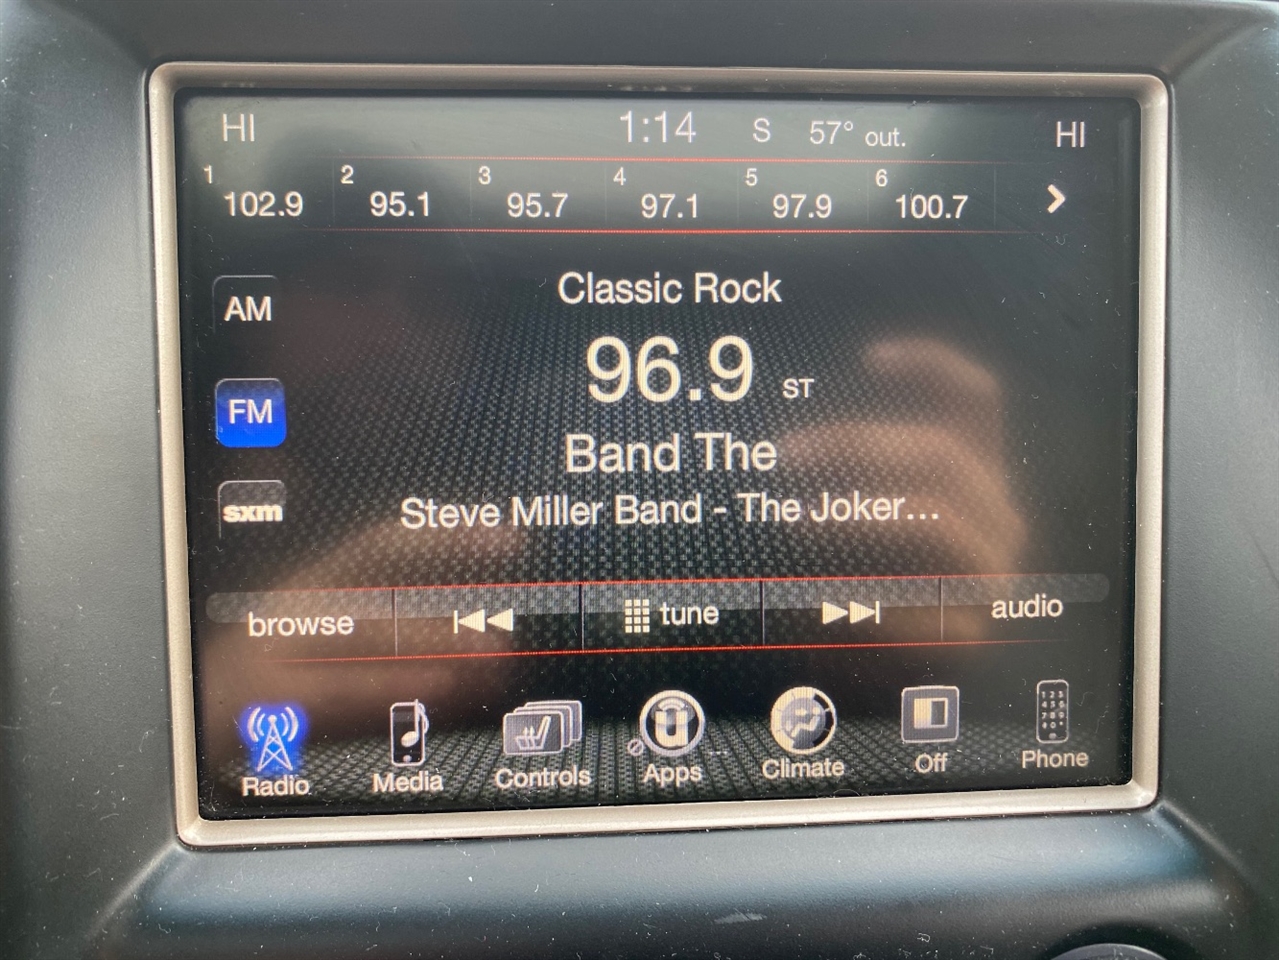 HI 1:14 S 57° out. HI
1 2 3 4 5 6
102.9 95.1 95.7 97.1 97.9 100.7
Classic Rock
AM
96.9 ST
FM
Band The
Steve Miller Band - The Joker...
sxm
browse tune audio
Radio Media Controls Apps Climate Off Phone